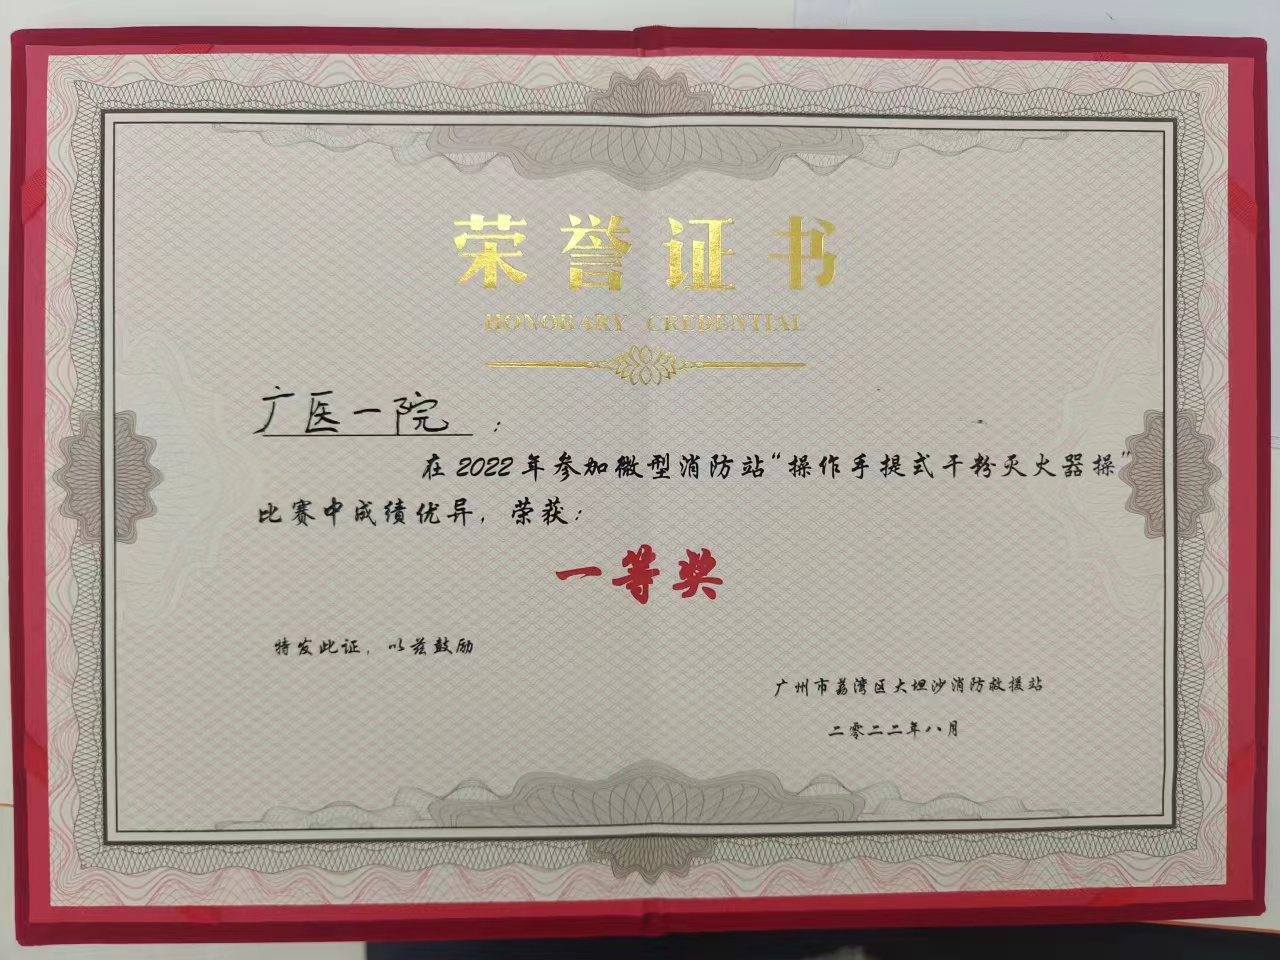 荣誉证书
HONORARY CREDENTIAL
广医一院：
在2022年参加微型消防站“操作手提式干粉灭火器操”
比赛中成绩优异，荣获：
一等奖
特发此证，以兹鼓励
广州市荔湾区大坦沙消防救援站
二零二二年八月